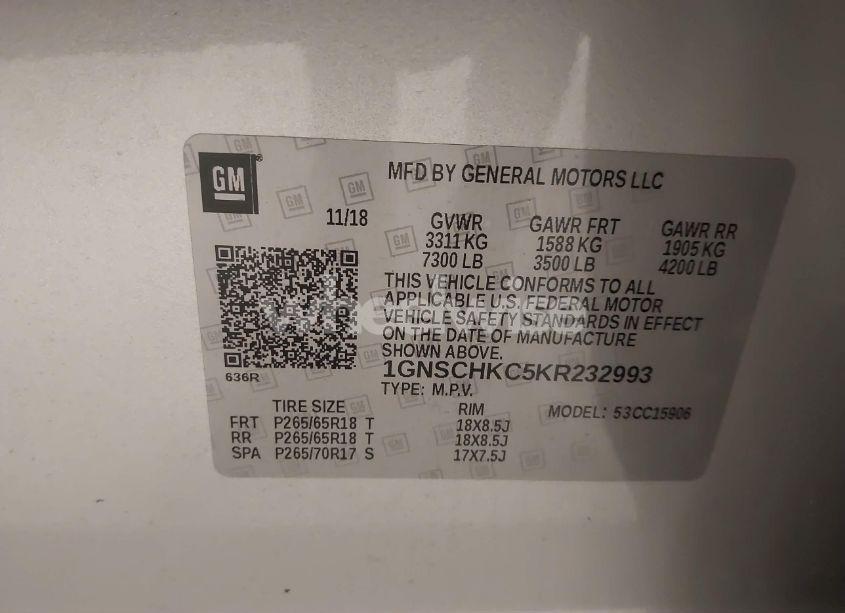 GM
MFD BY GENERAL MOTORS LLC
11/18 GVWR GAWR FRT GAWR RR
3311 KG 1588 KG 1905 KG
7300 LB 3500 LB 4200 LB
THIS VEHICLE CONFORMS TO ALL
APPLICABLE U.S. FEDERAL MOTOR
VEHICLE SAFETY STANDARDS IN EFFECT
ON THE DATE OF MANUFACTURE
SHOWN ABOVE.
636R
1GNSCHKC5KR232993
TYPE: M.P.V.
TIRE SIZE RIM MODEL: 53CC15906
FRT P265/65R18 T 18X8.5J
RR P265/65R18 T 18X8.5J
SPA P265/70R17 S 17X7.5J